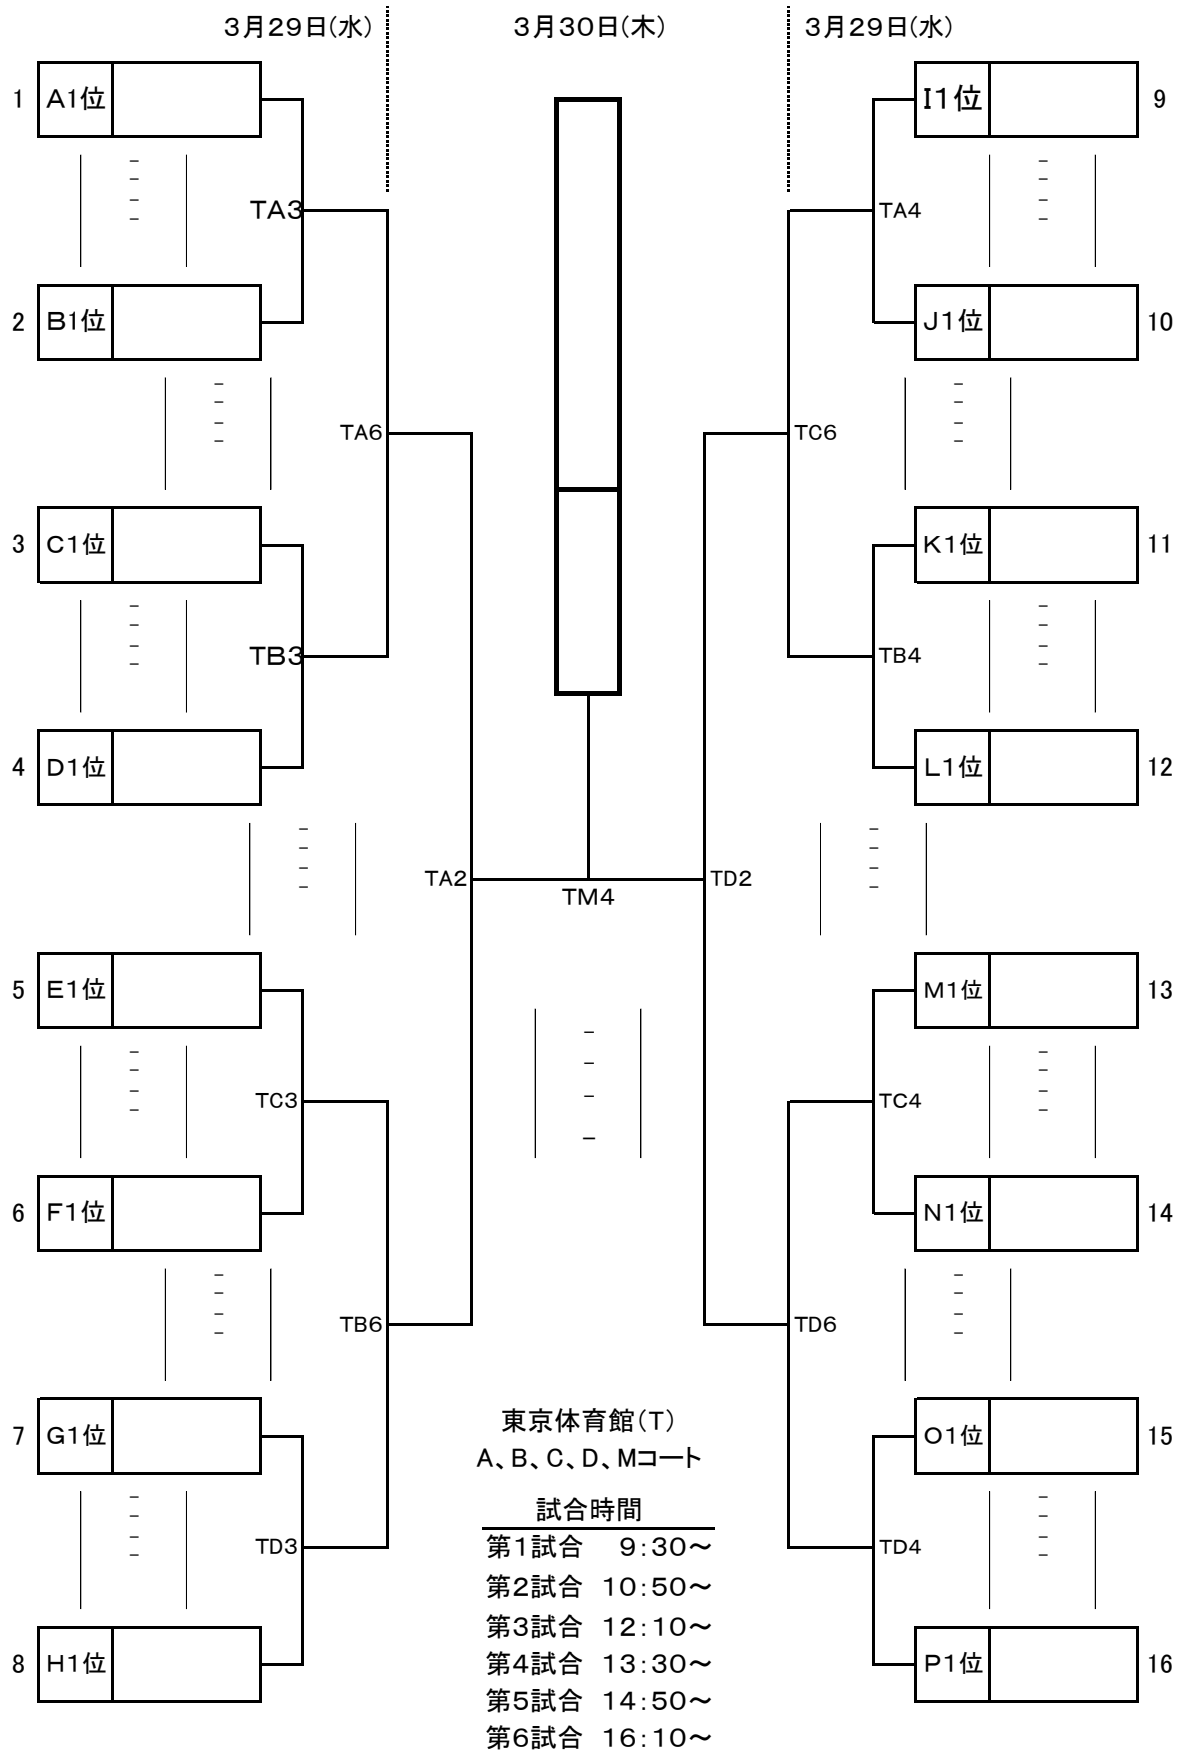 ３月２９日（水）
３月３０日（木）
３月２９日（水）
1 A１位
I１位 9
TA3
TA4
2 B１位
J１位 10
TA6
TC6
3 C１位
K１位 11
TB3
TB4
4 D１位
L１位 12
TA2
TD2
TM4
5 E１位
M１位 13
TC3
TC4
6 F１位
N１位 14
TB6
TD6
7 G１位
O１位 15
TD3
TD4
8 H１位
P１位 16
東京体育館（T）
A、B、C、D、Mコート
試合時間
第１試合 9：30～
第２試合 10：50～
第３試合 12：10～
第４試合 13：30～
第５試合 14：50～
第６試合 16：10～